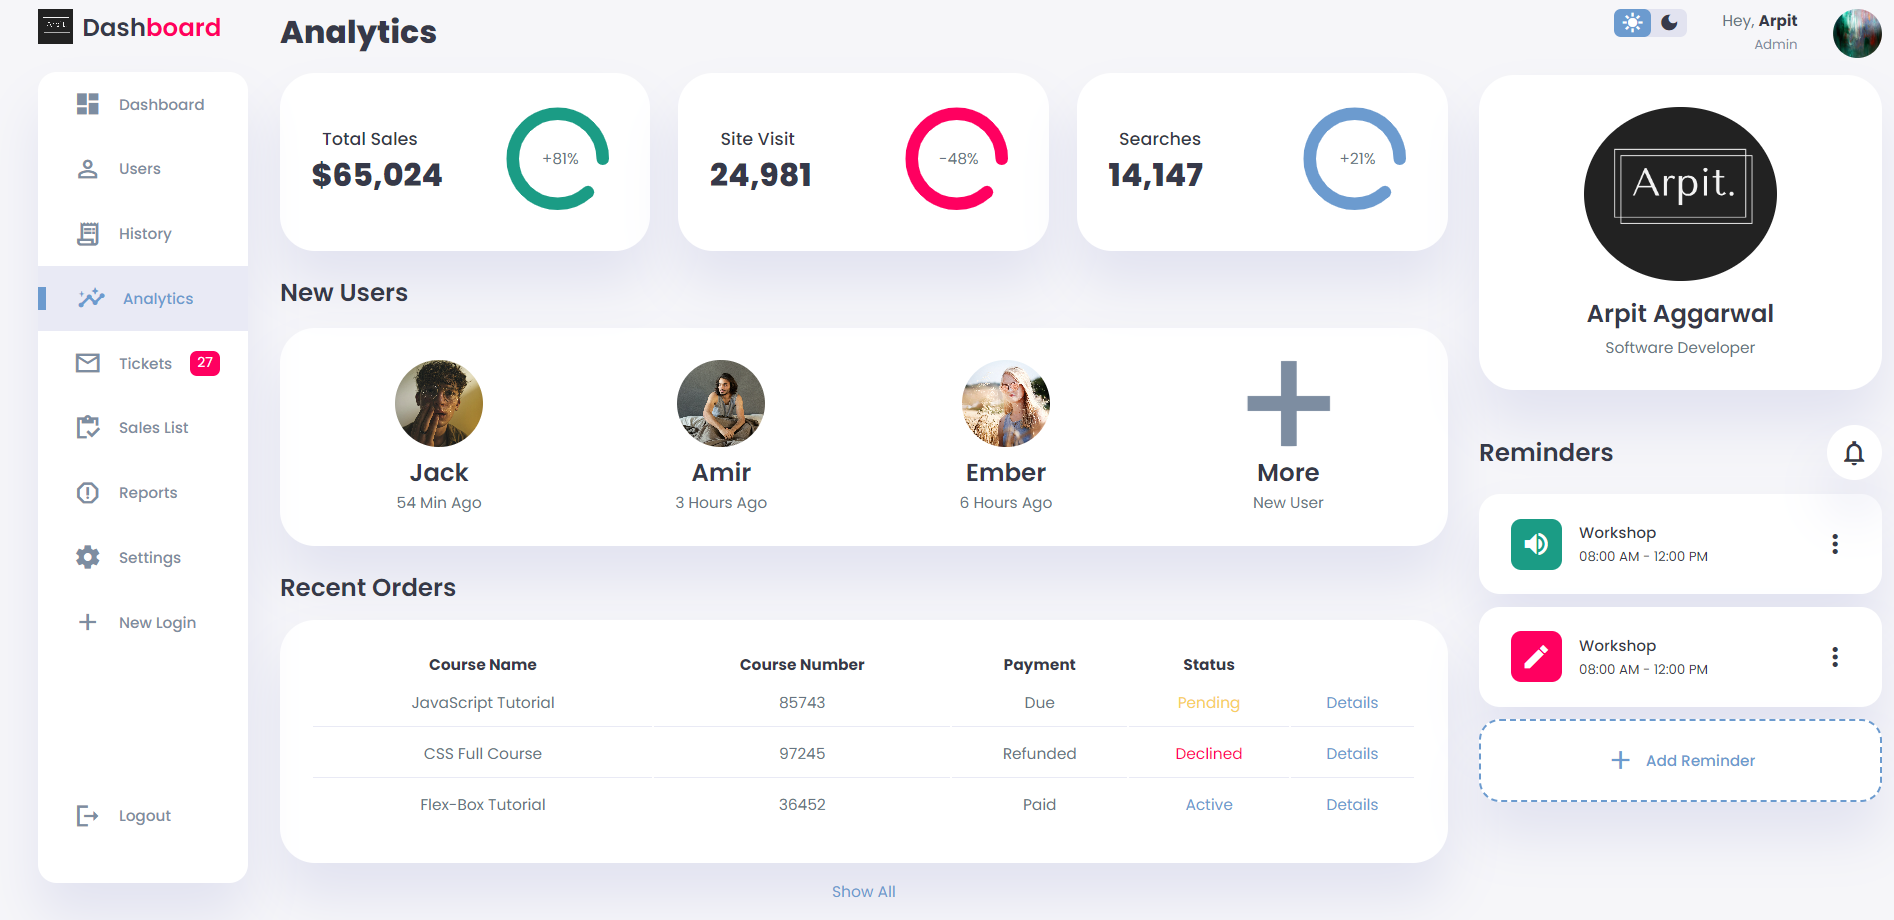 Arpit.
Dashboard
Dashboard
Users
History
Analytics
Tickets 27
Sales List
Reports
Settings
New Login
Logout
Analytics
Total Sales
$65,024
+81%
Site Visit
24,981
-48%
Searches
14,147
+21%
New Users
Jack
54 Min Ago
Amir
3 Hours Ago
Ember
6 Hours Ago
More
New User
Recent Orders
Course Name Course Number Payment Status
JavaScript Tutorial 85743 Due Pending Details
CSS Full Course 97245 Refunded Declined Details
Flex-Box Tutorial 36452 Paid Active Details
Show All
Hey, Arpit
Admin
Arpit.
Arpit Aggarwal
Software Developer
Reminders
Workshop
08:00 AM - 12:00 PM
Workshop
08:00 AM - 12:00 PM
Add Reminder